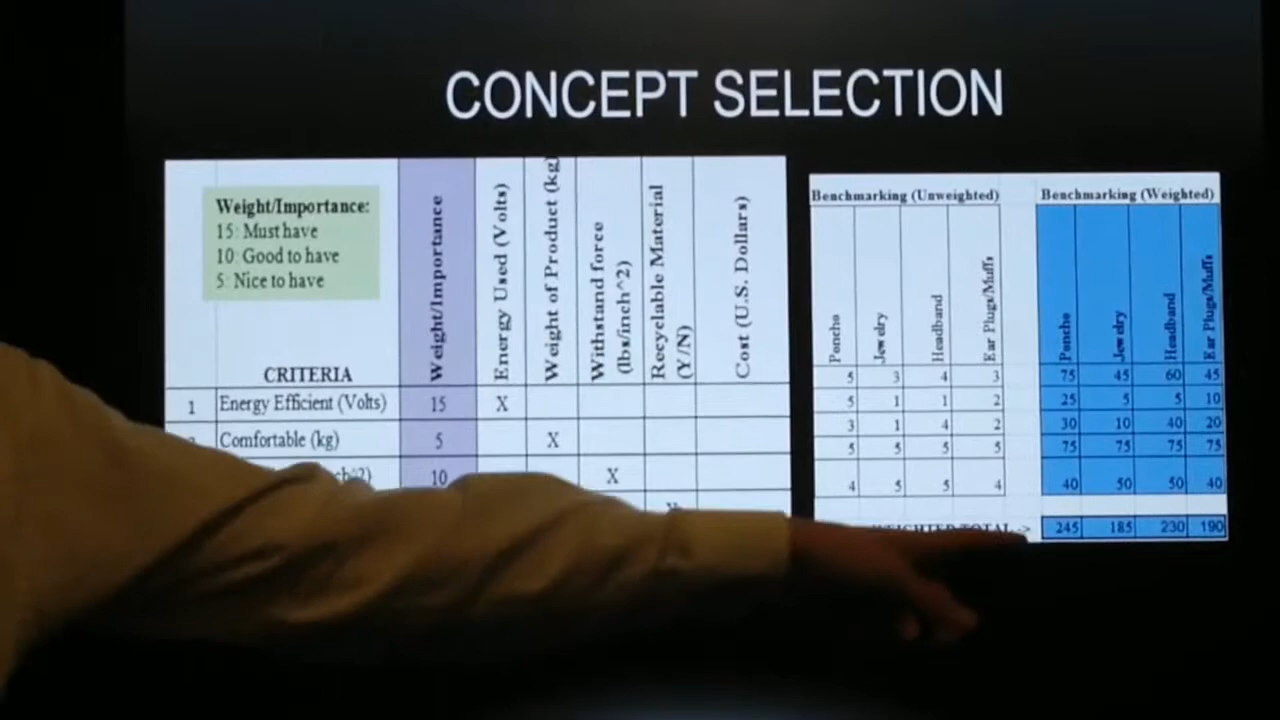 CONCEPT SELECTION
Weight/Importance:
15: Must have
10: Good to have
5: Nice to have
CRITERIA
Weight/Importance
Energy Used (Volts)
Weight of Product (kg)
Withstand force
(lbs/inch^2)
Recyclable Material
(Y/N)
Cost (U.S. Dollars)
1 Energy Efficient (Volts) 15 X
Comfortable (kg) 5 X
10 X
Benchmarking (Unweighted)
Poncho
Jewelry
Headband
Ear Plugs/Muffs
5 3 4 3
5 1 1 2
3 1 4 2
5 5 5 5
4 5 5 4
Benchmarking (Weighted)
Poncho
Jewelry
Headband
Ear Plugs/Muffs
75 45 60 45
25 5 5 10
30 10 40 20
75 75 75 75
40 50 50 40
WEIGHTED TOTAL -> 245 185 230 190